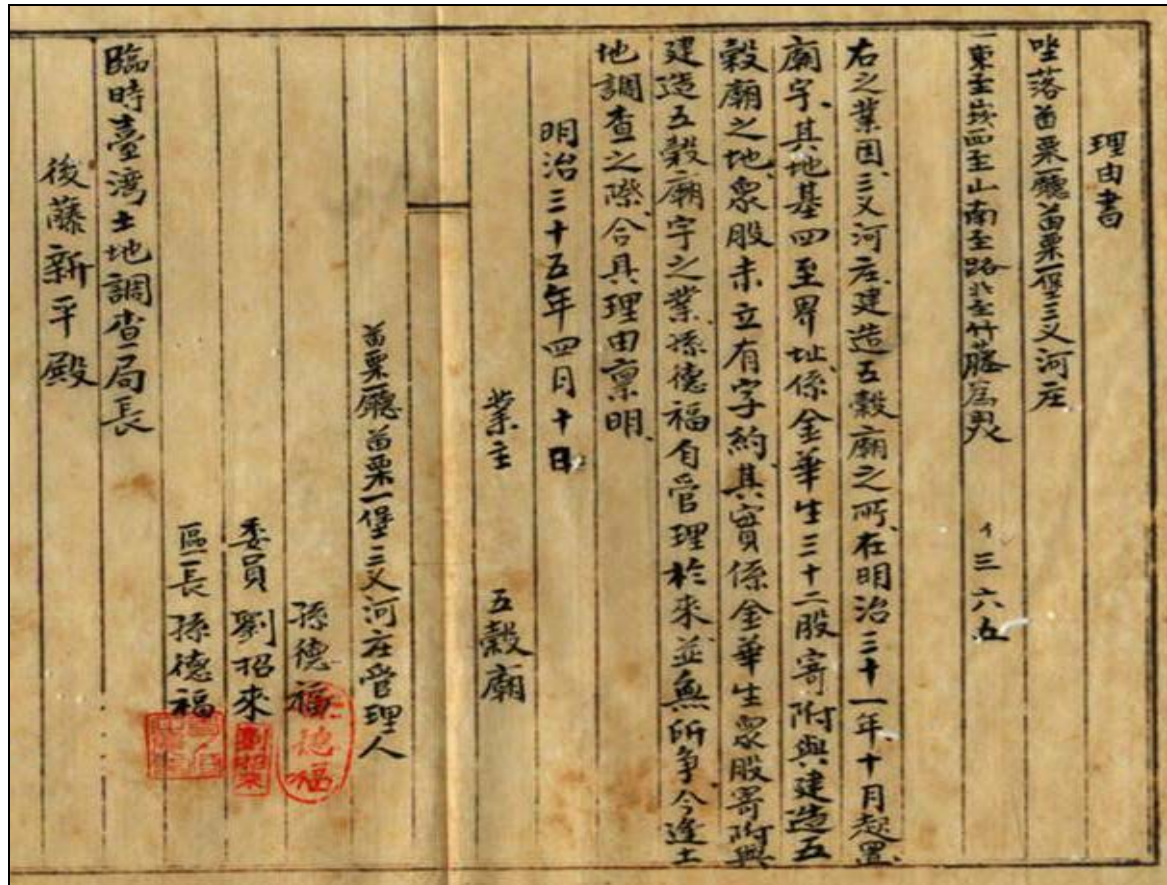 理由書
坐落苗栗廳苗栗一堡三叉河庄
一東至崁西至山南至路北至竹藤為界 イ三六五
右之業因三叉河庄建造五穀廟之所在明治三十一年十月起置
廟宇其地基四至界址係金華生三十二股寄附與建造五
穀廟之地眾股未立有字約其實係金華生眾股寄附與
建造五穀廟宇之業孫德福自管理於來並無所爭今逢土
地調查之際合具理由稟明
明治三十五年四月十日
業主 五穀廟
苗栗廳苗栗一堡三叉河庄管理人
孫德福
孫德福
委員 劉招來
區長 孫德福
臨時臺灣土地調查局長
後藤新平殿